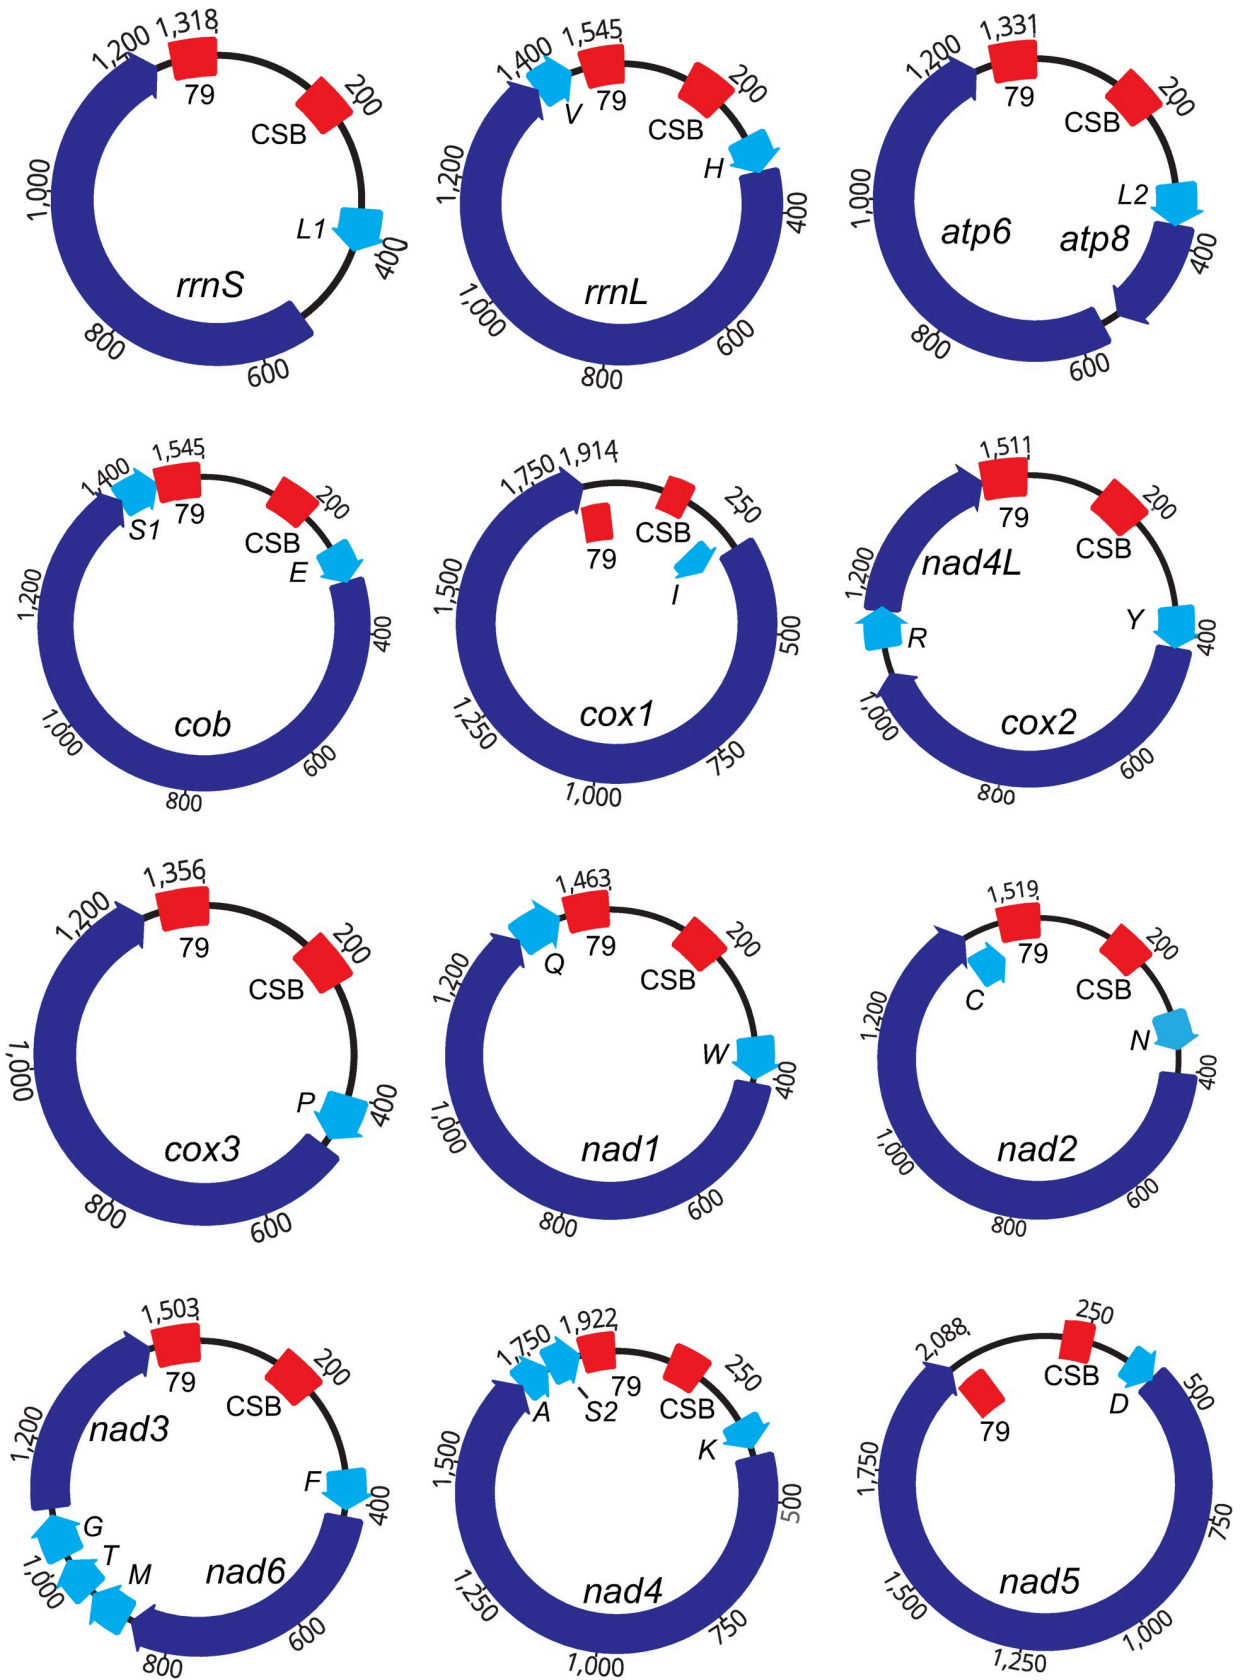 1,318
1,200
79
200
CSB
L1
400
1,000
rrnS
800
600
1,545
1,400
V
79
200
CSB
H
400
1,200
rrnL
1,000
600
800
1,331
1,200
79
200
CSB
L2
400
1,000
atp6
atp8
800
600
1,545
1,400
S1
79
200
CSB
E
400
1,200
cob
1,000
600
800
1,914
1,750
79
250
CSB
I
500
1,500
cox1
1,250
750
1,000
1,511
79
200
CSB
nad4L
1,200
R
Y
400
1,000
cox2
600
800
1,356
1,200
79
200
CSB
P
400
1,000
cox3
800
600
1,463
Q
79
200
CSB
W
400
1,200
nad1
1,000
600
800
1,519
C
79
200
CSB
N
400
1,200
nad2
1,000
600
800
1,503
79
200
CSB
nad3
1,200
F
400
G
T
M
1,000
nad6
600
800
1,922
1,750
A
S2
79
250
CSB
K
500
1,500
nad4
1,250
750
1,000
2,088
79
250
CSB
D
500
1,750
750
nad5
1,500
1,000
1,250